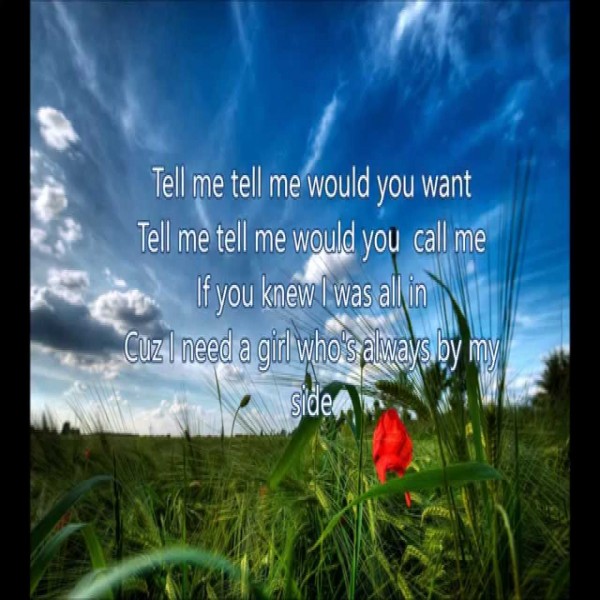 Tell me tell me would you want
Tell me tell me would you call me
If you knew I was all in
Cuz I need a girl who's always by my
side